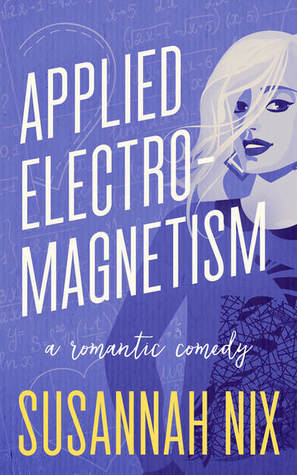 APPLIED
ELECTRO-
MAGNETISM
a romantic comedy
SUSANNAH NIX